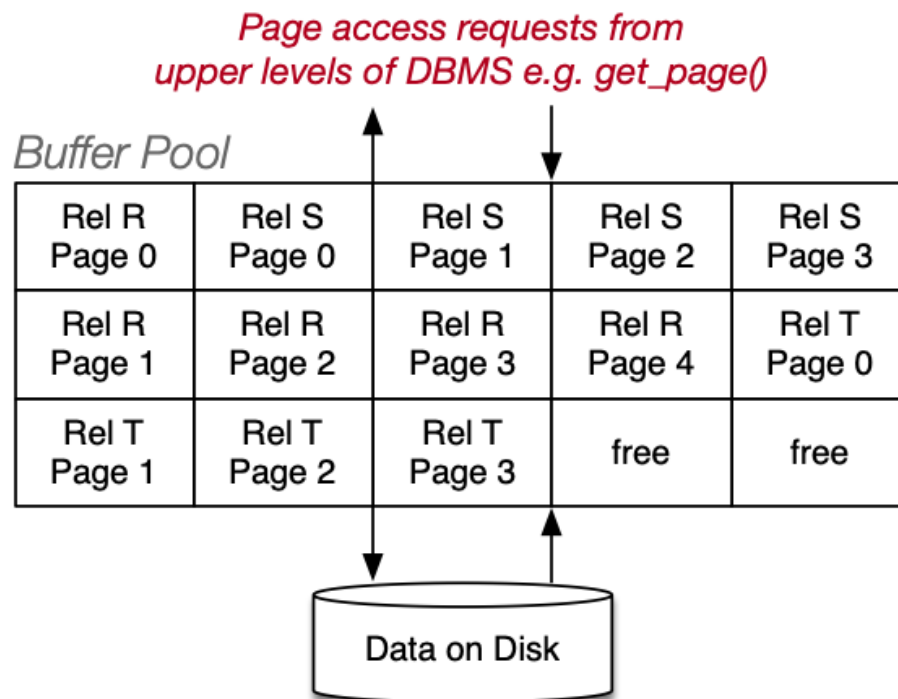 Page access requests from
upper levels of DBMS e.g. get_page()
Buffer Pool
Rel R
Page 0
Rel S
Page 0
Rel S
Page 1
Rel S
Page 2
Rel S
Page 3
Rel R
Page 1
Rel R
Page 2
Rel R
Page 3
Rel R
Page 4
Rel T
Page 0
Rel T
Page 1
Rel T
Page 2
Rel T
Page 3
free
free
Data on Disk